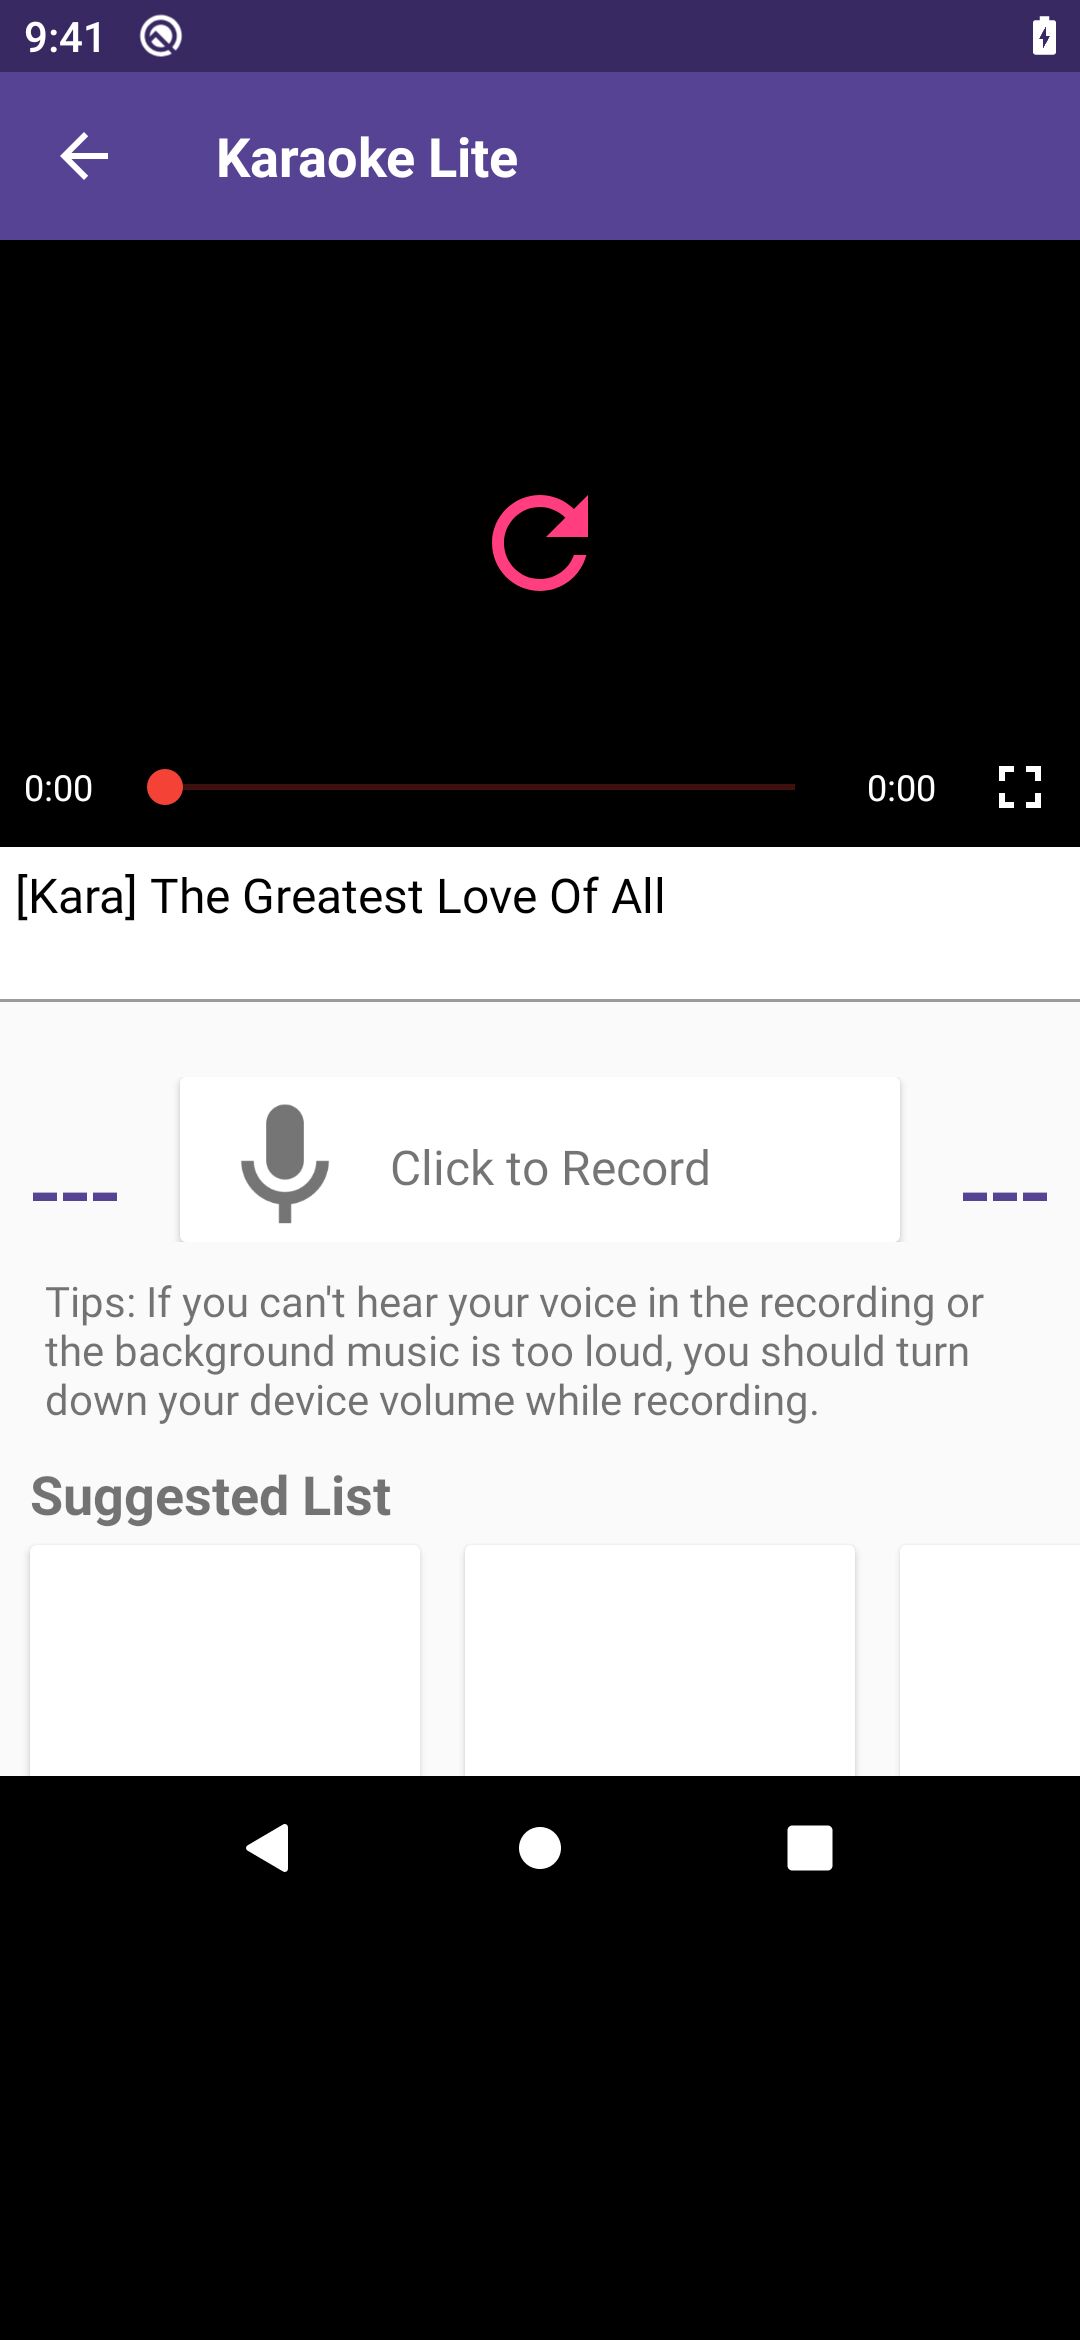 9:41
Karaoke Lite
0:00
0:00
[Kara] The Greatest Love Of All
---
Click to Record
---
Tips: If you can't hear your voice in the recording or
the background music is too loud, you should turn
down your device volume while recording.
Suggested List